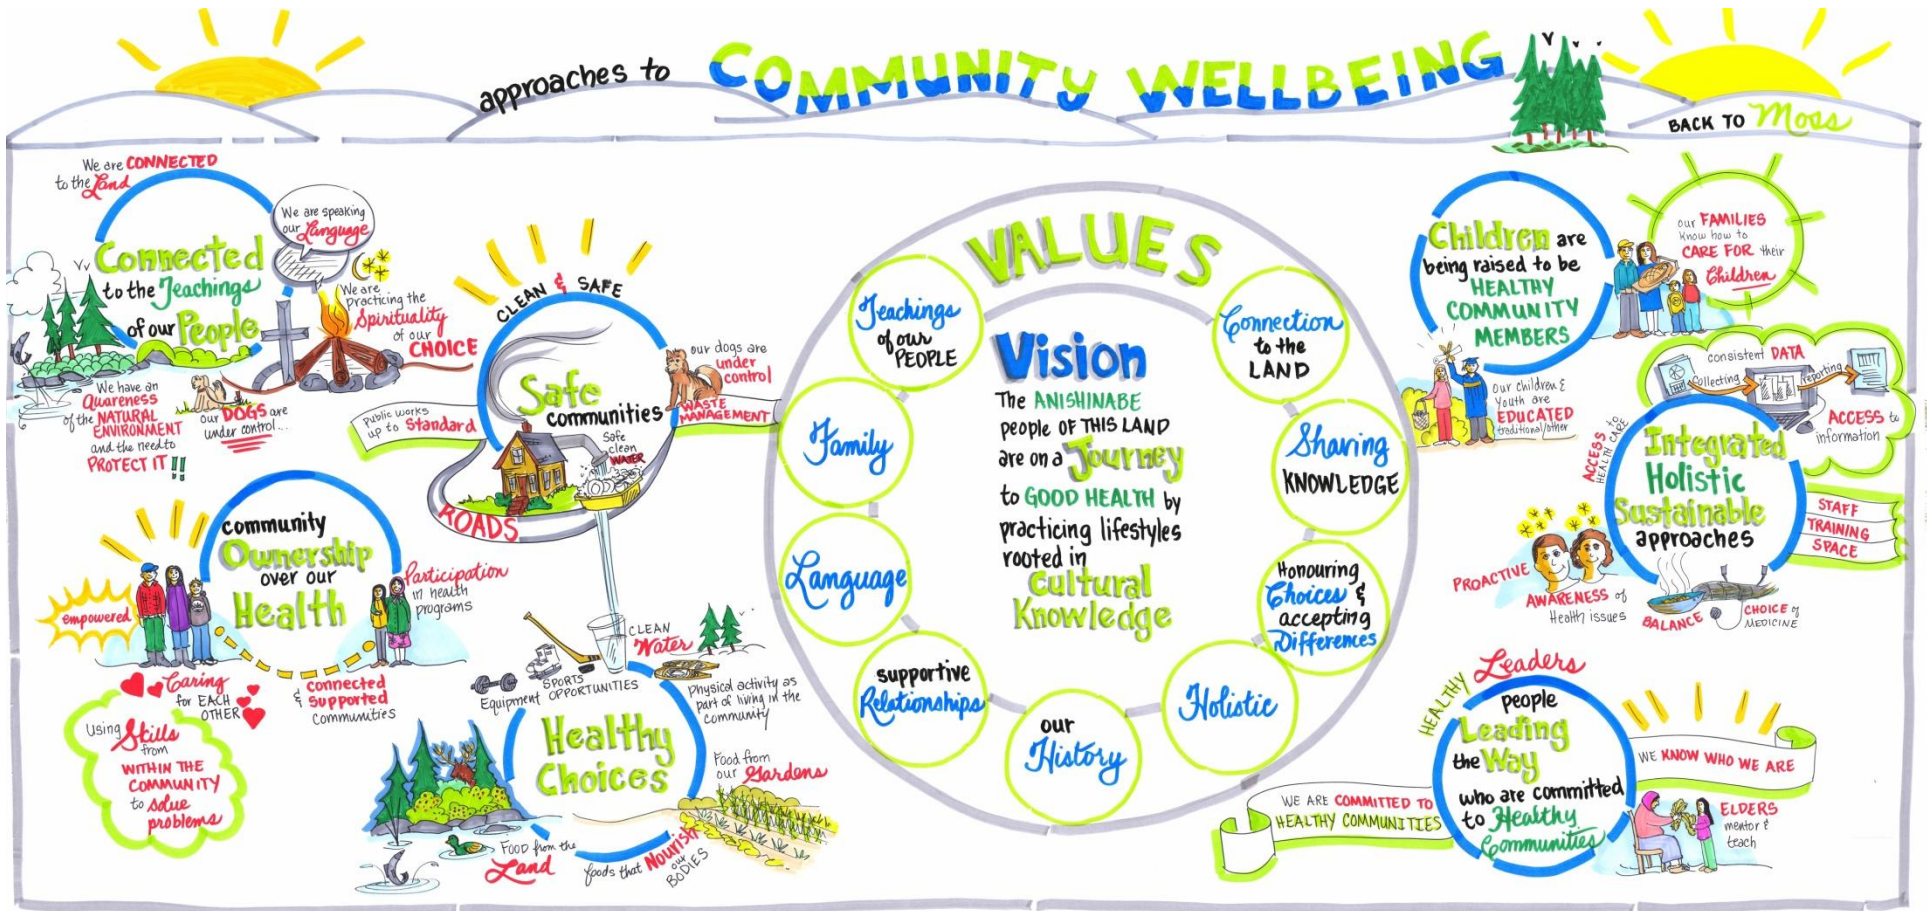 approaches to COMMUNITY WELLBEING
BACK TO Moss
We are CONNECTED
to the Land
Connected
to the Teachings
of our People
We are speaking
our Language
We are
practicing the
Spirituality
of our
CHOICE
We have an
Awareness
of the NATURAL
ENVIRONMENT
and the need to
PROTECT IT !!
our DOGS are
under control...
CLEAN & SAFE
Safe
communities
our dogs are
under
control
WASTE
MANAGEMENT
Public works
up to Standard
Safe
clean
WATER
ROADS
community
Ownership
over our
Health
empowered
Participation
in health
programs
Caring
for EACH
OTHER
& connected
supported
communities
Using Skills
from
WITHIN THE
COMMUNITY
to solve
problems
Healthy
Choices
Equipment
SPORTS
OPPORTUNITIES
CLEAN
Water
Physical activity as
part of living in the
community
Food from
our Gardens
Food from the
Land
foods that Nourish
our
BODIES
VALUES
Teachings
of our
PEOPLE
Family
Language
supportive
Relationships
our
History
Holistic
Honouring
Choices &
accepting
Differences
Sharing
KNOWLEDGE
Connection
to the
LAND
Vision
The ANISHINABE
people OF THIS LAND
are on a Journey
to GOOD HEALTH by
practicing lifestyles
rooted in
Cultural
Knowledge
Children are
being raised to be
HEALTHY
COMMUNITY
MEMBERS
our FAMILIES
know how to
CARE FOR their
Children
Our children &
Youth are
EDUCATED
traditional/other
consistent DATA
collecting
reporting
ACCESS to
information
ACCESS to
HEALTH CARE
Integrated
Holistic
Sustainable
approaches
STAFF
TRAINING
SPACE
PROACTIVE
AWARENESS of
Health issues
BALANCE
CHOICE of
MEDICINE
HEALTHY Leaders
people
Leading
the Way
who are committed
to Healthy
Communities
WE KNOW WHO WE ARE
WE ARE COMMITTED TO
HEALTHY COMMUNITIES
ELDERS
mentor &
teach